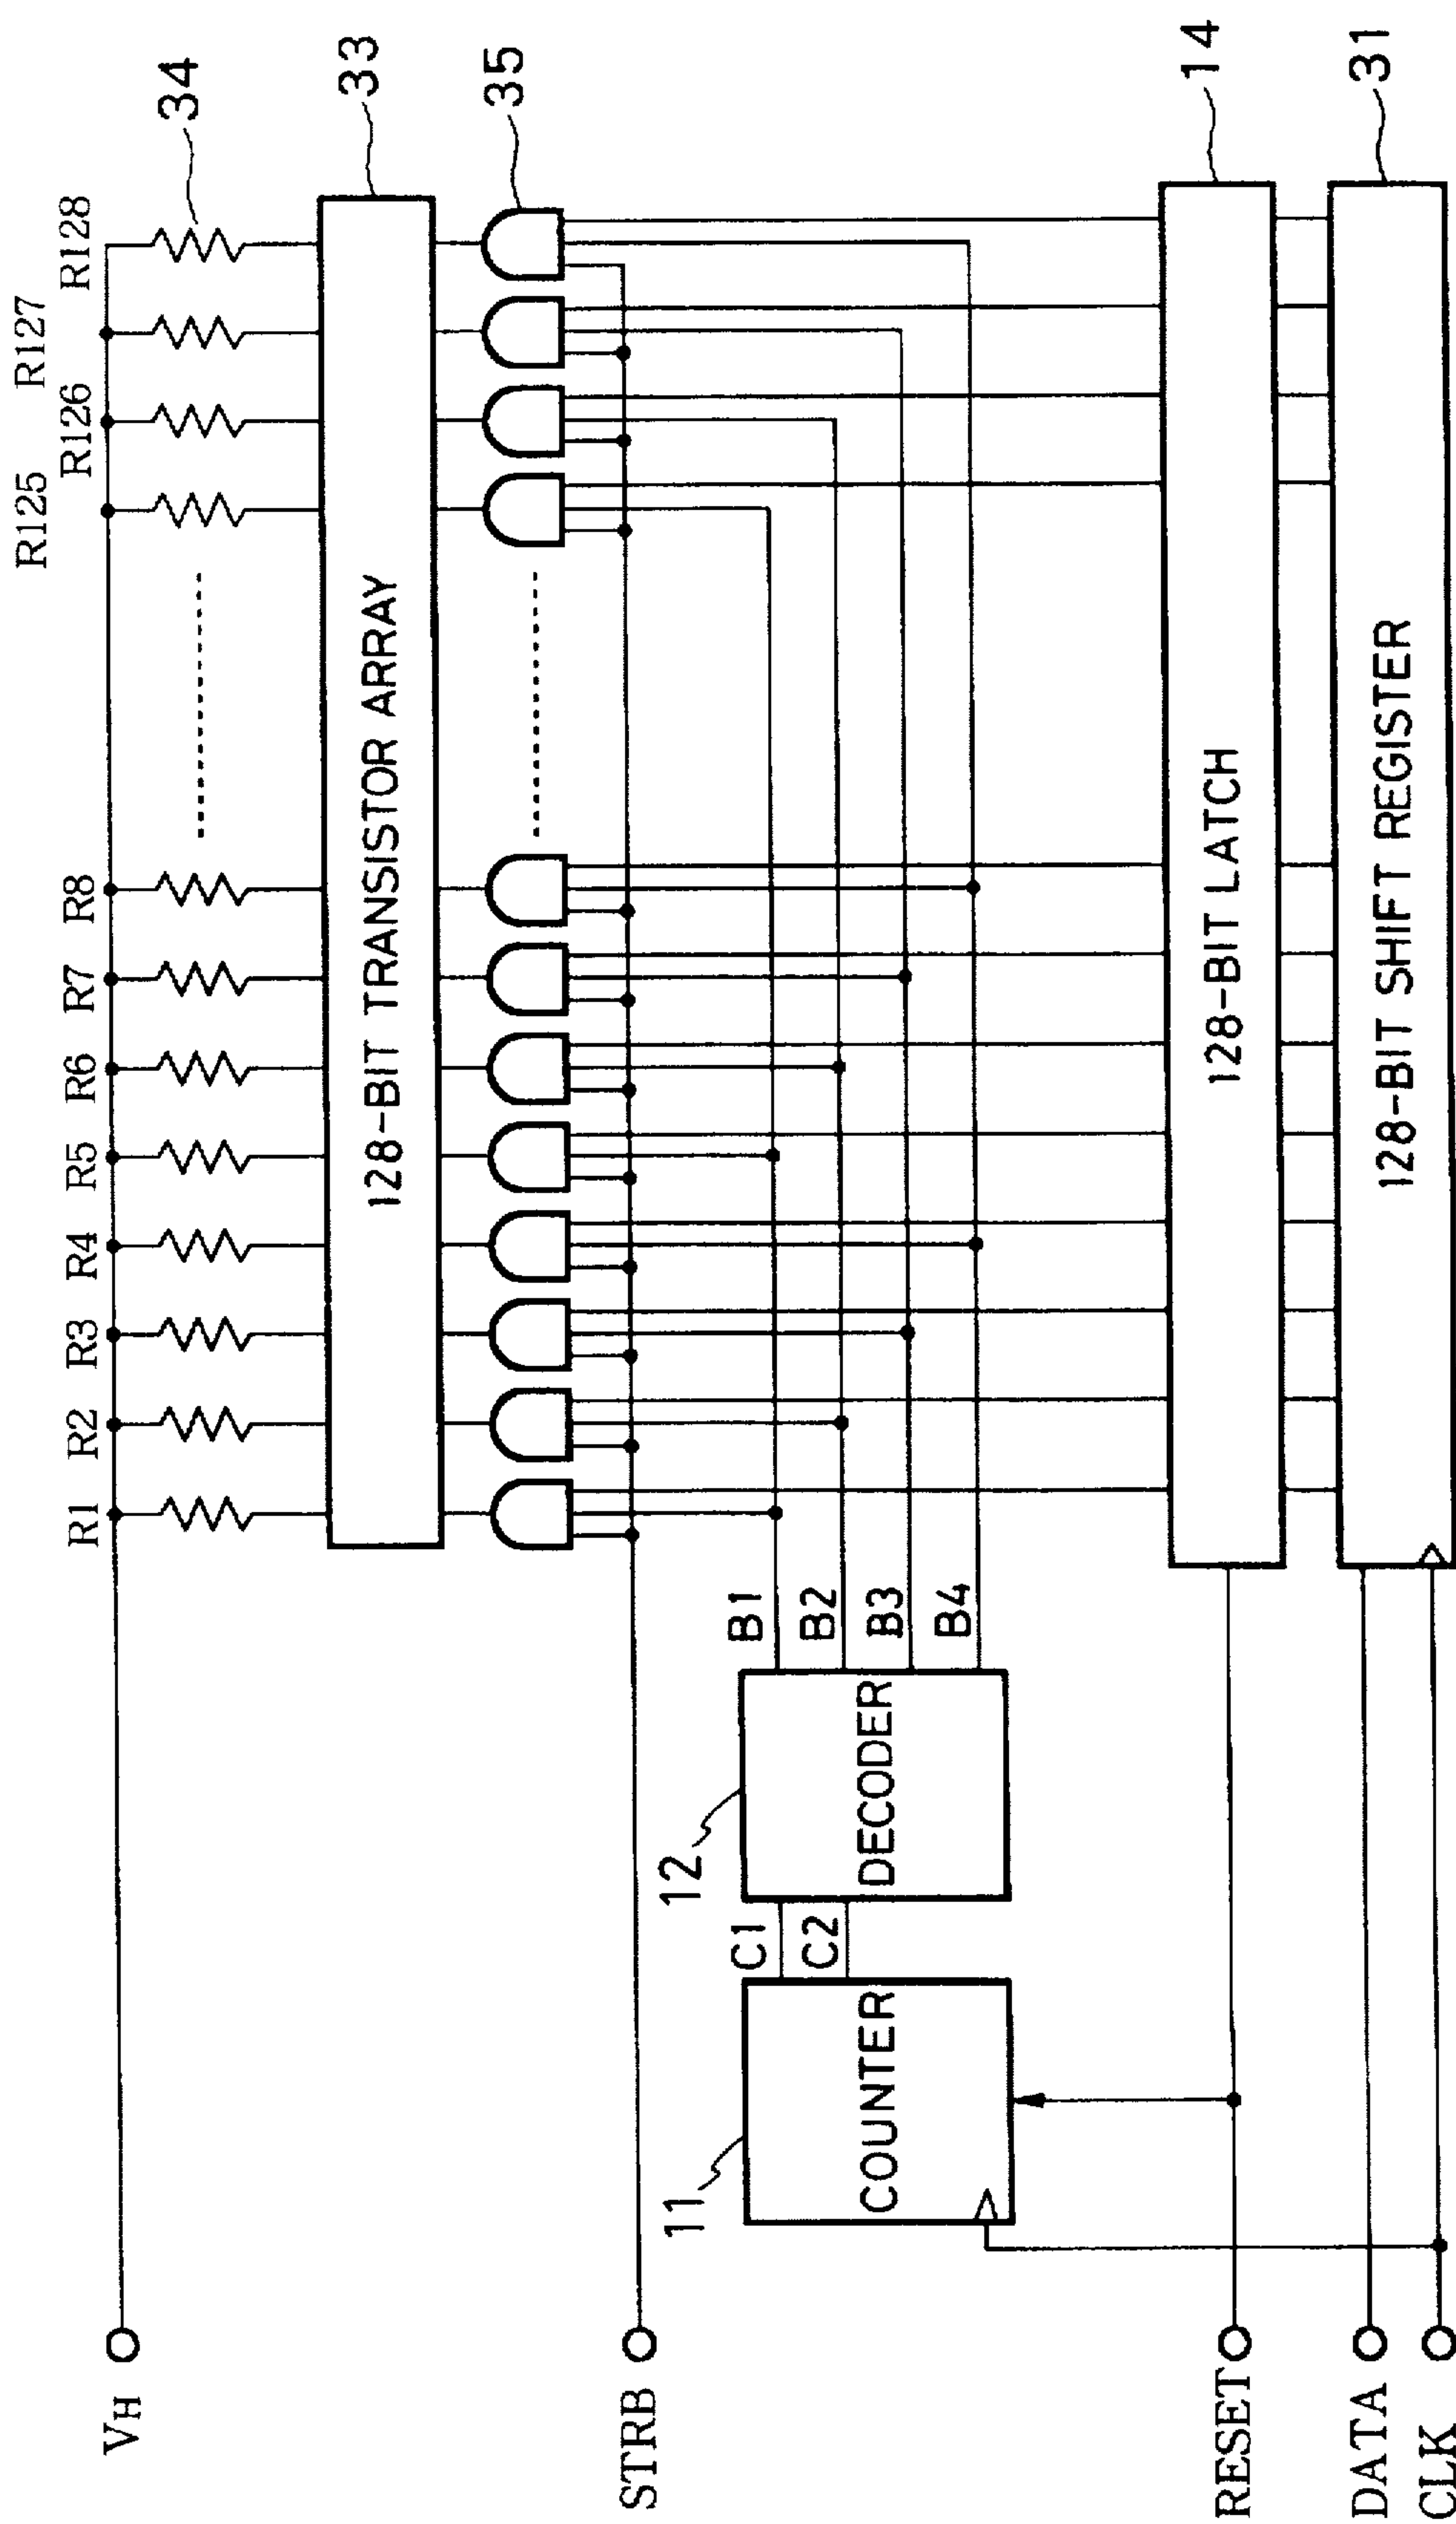 R1
R2
R3
R4
R5
R6
R7
R8
R125
R126
R127
R128
34
VH
128-BIT TRANSISTOR ARRAY
33
35
STRB
11
COUNTER
C1
C2
12
DECODER
B1
B2
B3
B4
128-BIT LATCH
14
RESET
128-BIT SHIFT REGISTER
31
DATA
CLK